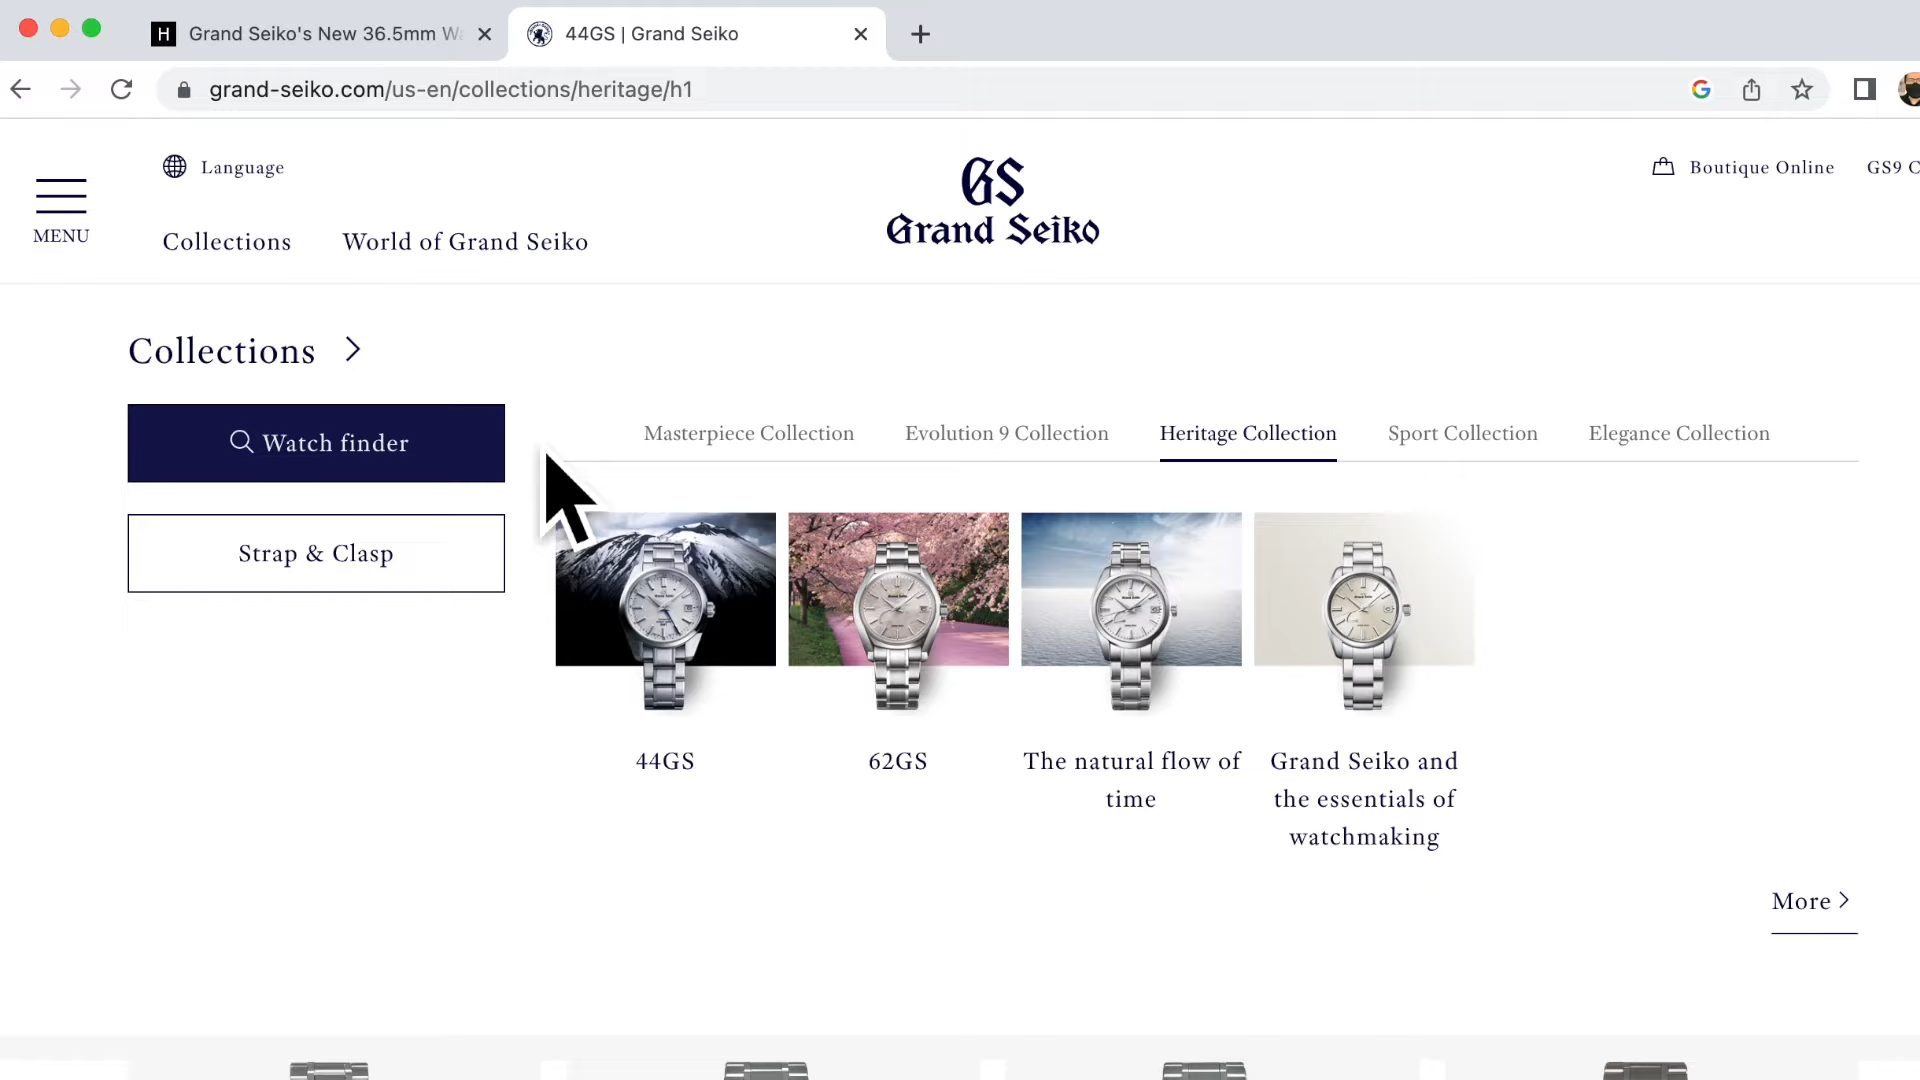 H Grand Seiko's New 36.5mm
44GS | Grand Seiko
grand-seiko.com/us-en/collections/heritage/h1
MENU
Language
GS
Grand Seiko
Boutique Online
GS9
Collections
World of Grand Seiko
Collections
Watch finder
Strap & Clasp
Masterpiece Collection
Evolution 9 Collection
Heritage Collection
Sport Collection
Elegance Collection
44GS
62GS
The natural flow of
time
Grand Seiko and
the essentials of
watchmaking
More